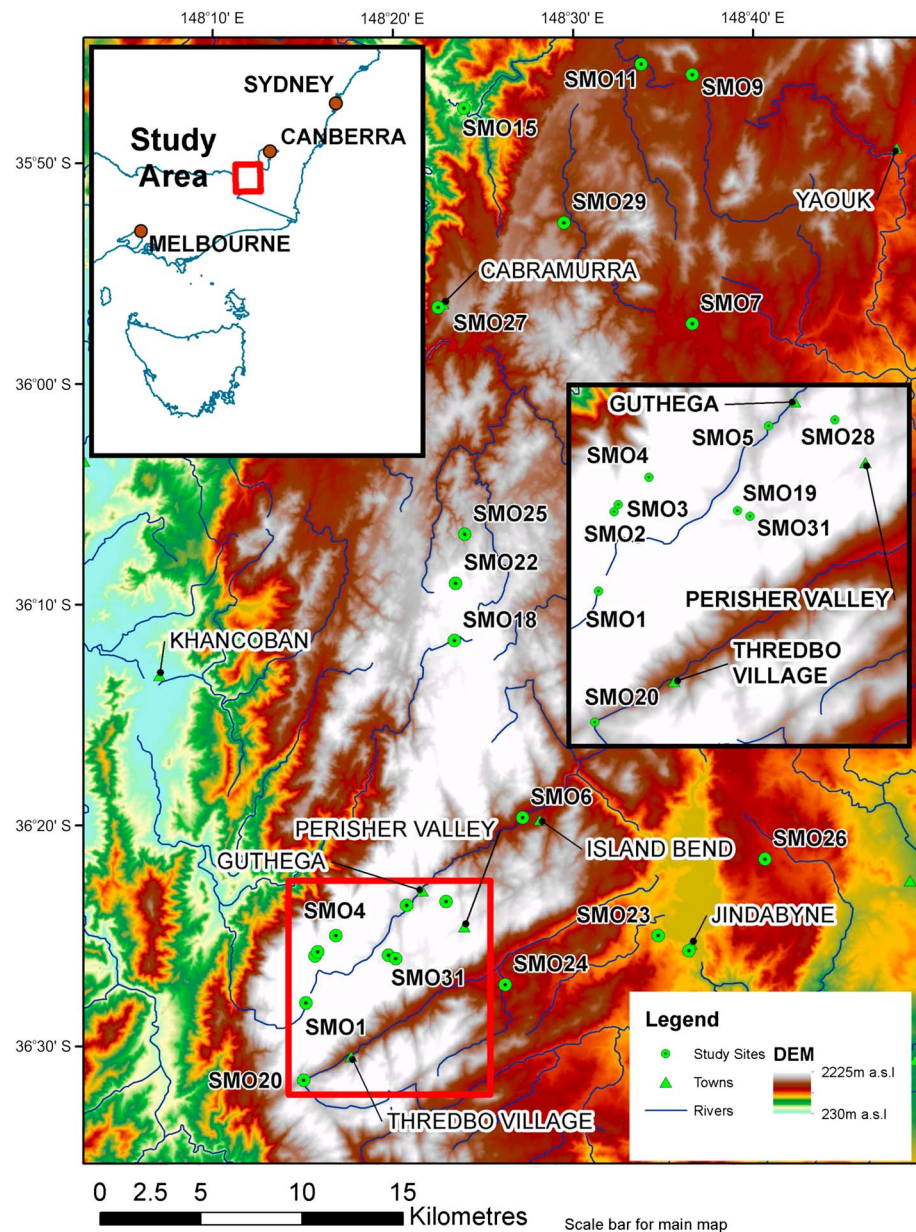 148°10' E
148°20' E
148°30' E
148°40' E
35°50' S
36°00' S
36°10' S
36°20' S
36°30' S
SYDNEY
CANBERRA
Study
Area
MELBOURNE
SMO11
SMO9
SMO15
YAOUK
SMO29
CABRAMURRA
SMO27
SMO7
GUTHEGA
SMO5
SMO28
SMO4
SMO3
SMO19
SMO2
SMO31
SMO1
PERISHER VALLEY
THREDBO
VILLAGE
SMO20
SMO25
SMO22
SMO18
KHANCOBAN
SMO6
PERISHER VALLEY
ISLAND BEND
SMO26
GUTHEGA
SMO4
SMO23
JINDABYNE
SMO31
SMO24
SMO1
SMO20
THREDBO VILLAGE
Legend
Study Sites
Towns
Rivers
DEM
2225m a.s.l
230m a.s.l
0 2.5 5 10 15
Kilometres
Scale bar for main map